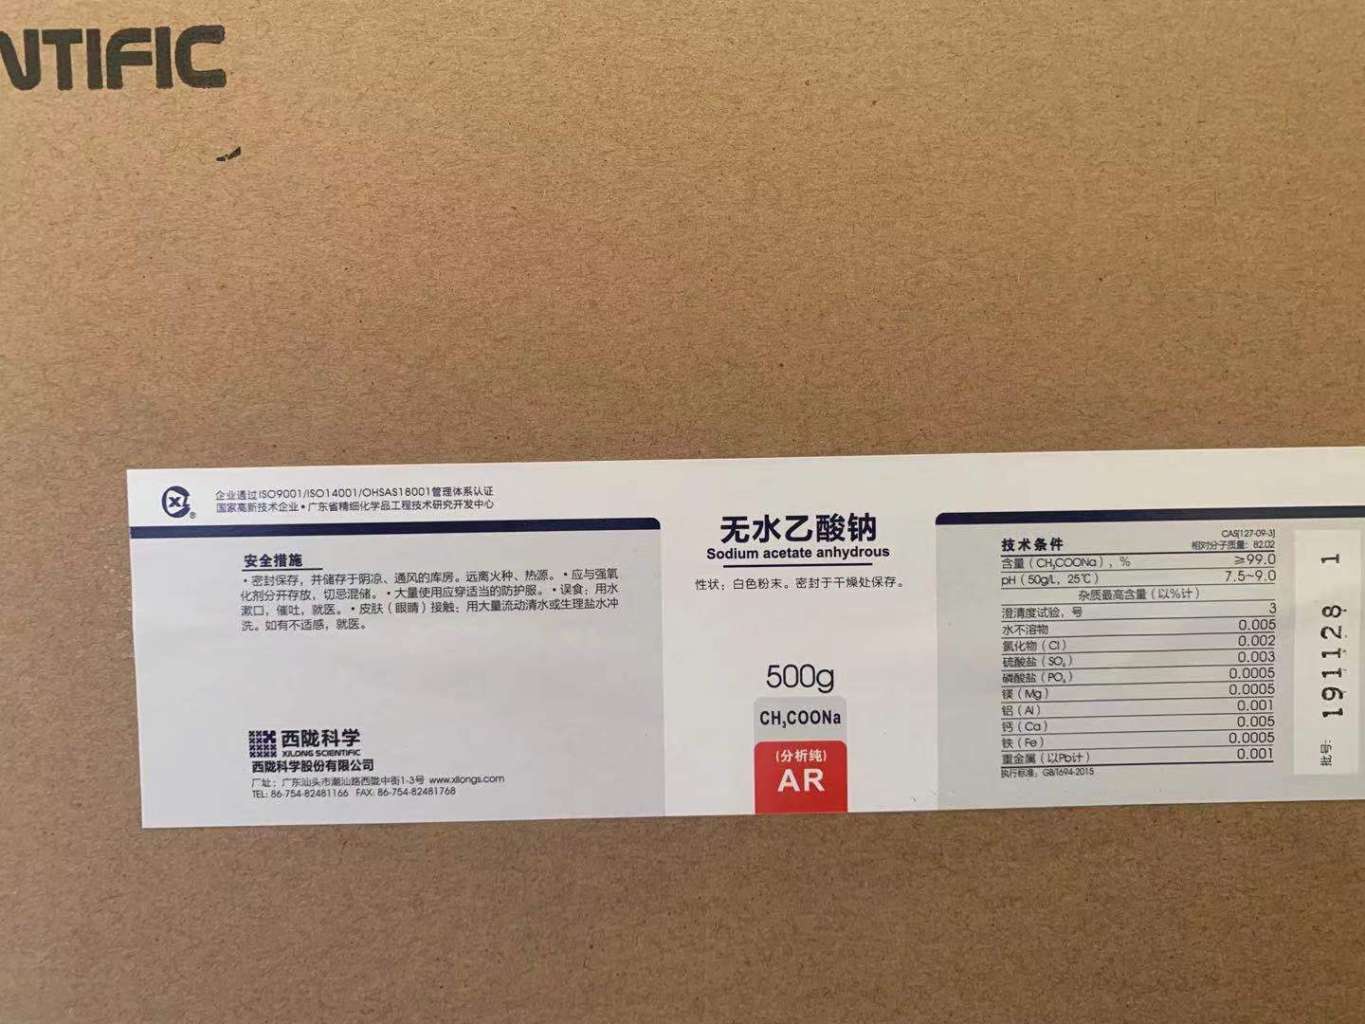 NTIFIC
企业通过ISO9001/ISO14001/OHSAS18001管理体系认证
国家高新技术企业•广东省精细化学品工程技术研究开发中心
安全措施
•密封保存，并储存于阴凉、通风的库房。远离火种、热源。•应与强氧
化剂分开存放，切忌混储。•大量使用应穿适当的防护服。•误食：用水
漱口，催吐，就医。•皮肤（眼睛）接触：用大量流动清水或生理盐水冲
洗。如有不适感，就医。
西陇科学
XILONG SCIENTIFIC
西陇科学股份有限公司
厂址：广东汕头市潮汕路西陇中街1-3号 www.xilongs.com
TEL: 86-754-82481166 FAX: 86-754-82481768
无水乙酸钠
Sodium acetate anhydrous
性状：白色粉末。密封于干燥处保存。
500g
CH₃COONa
(分析纯)
AR
CAS[127-09-3]
技术条件 相对分子质量：82.02
含量（CH₃COONa），% ≥99.0
pH（50g/L，25℃） 7.5~9.0
杂质最高含量（以%计）
澄清度试验，号 3
水不溶物 0.005
氯化物（Cl） 0.002
硫酸盐（SO₄） 0.003
磷酸盐（PO₄） 0.0005
镁（Mg） 0.0005
铝（Al） 0.001
钙（Ca） 0.005
铁（Fe） 0.0005
重金属（以Pb计） 0.001
执行标准：GB/T694-2015
批号： 191128 1